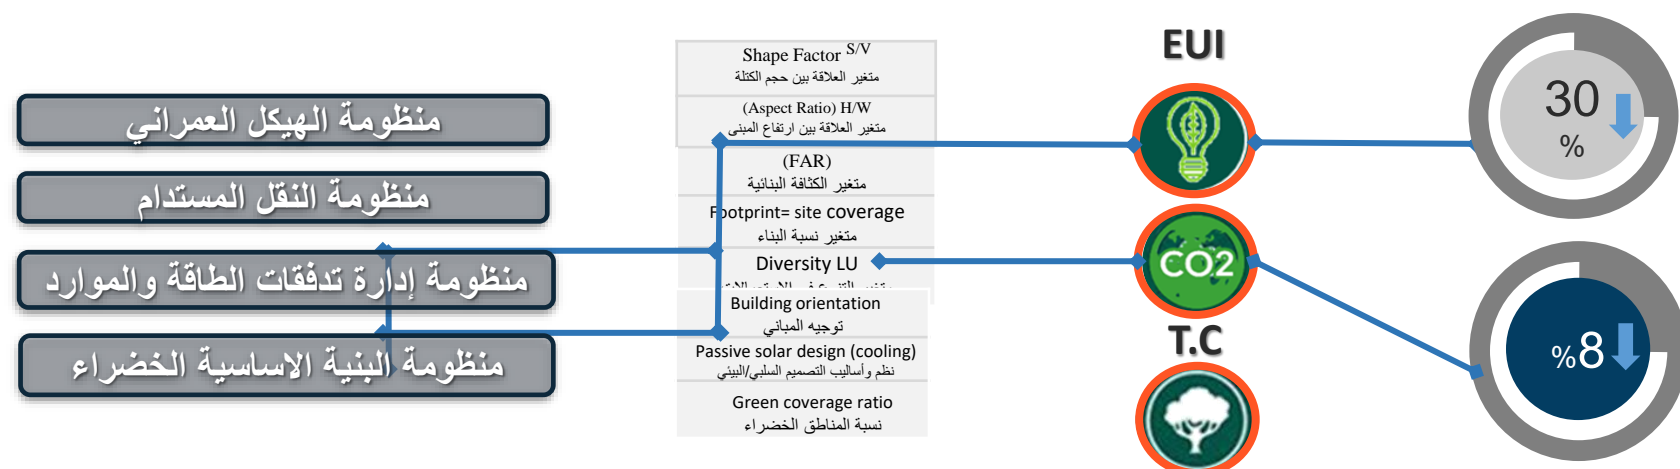 منظومة الهيكل العمراني
منظومة النقل المستدام
منظومة إدارة تدفقات الطاقة والموارد
منظومة البنية الاساسية الخضراء
Shape Factor S/V
متغير العلاقة بين حجم الكتلة
(Aspect Ratio) H/W
متغير العلاقة بين ارتفاع المبنى
(FAR)
متغير الكثافة البنائية
Footprint= site coverage
متغير نسبة البناء
Diversity LU
Building orientation
توجيه المباني
Passive solar design (cooling)
نظم وأساليب التصميم السلبي/البيئي
Green coverage ratio
نسبة المناطق الخضراء
EUI
CO2
T.C
30
%
%8